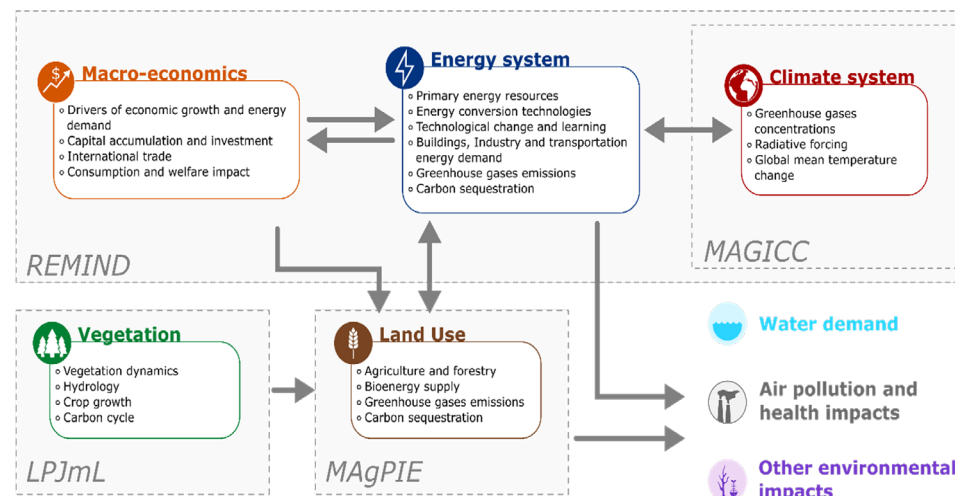 Macro-economics
Drivers of economic growth and energy
demand
Capital accumulation and investment
International trade
Consumption and welfare impact
Energy system
Primary energy resources
Energy conversion technologies
Technological change and learning
Buildings, Industry and transportation
energy demand
Greenhouse gases emissions
Carbon sequestration
Climate system
Greenhouse gases
concentrations
Radiative forcing
Global mean temperature
change
REMIND
MAGICC
Vegetation
Vegetation dynamics
Hydrology
Crop growth
Carbon cycle
LPJmL
Land Use
Agriculture and forestry
Bioenergy supply
Greenhouse gases emissions
Carbon sequestration
MAgPIE
Water demand
Air pollution and
health impacts
Other environmental
impacts